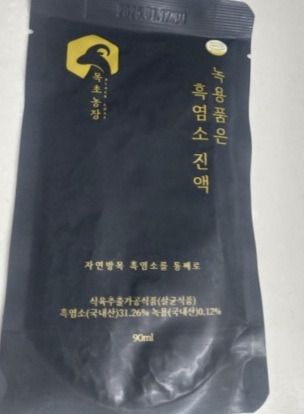 목초농장
녹용품은
흑염소 진액
자연방목 흑염소를 통째로
식육추출가공식품(살균식품)
흑염소(국내산)31.26% 녹용(국내산)0.12%
90ml